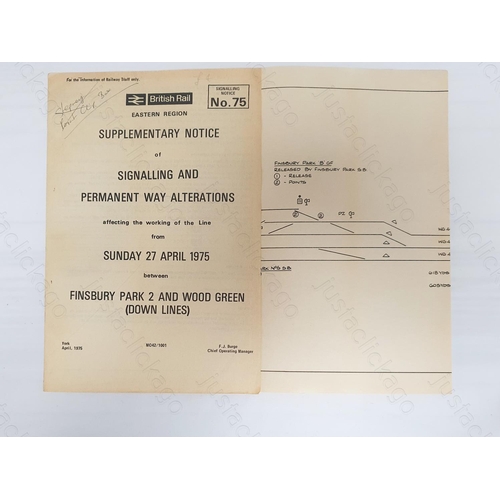 For the information of Railway Staff only.
British Rail
SIGNALLING
NOTICE
No.75
EASTERN REGION
SUPPLEMENTARY NOTICE
of
SIGNALLING AND
PERMANENT WAY ALTERATIONS
affecting the working of the Line
from
SUNDAY 27 APRIL 1975
between
FINSBURY PARK 2 AND WOOD GREEN
(DOWN LINES)
York
April, 1975
F.J. Burge
Chief Operating Manager
FINSBURY PARK 5 GF
RELEASED BY FINSBURY PARK S.B.
1 - RELEASE
2 - POINTS
justaclickago